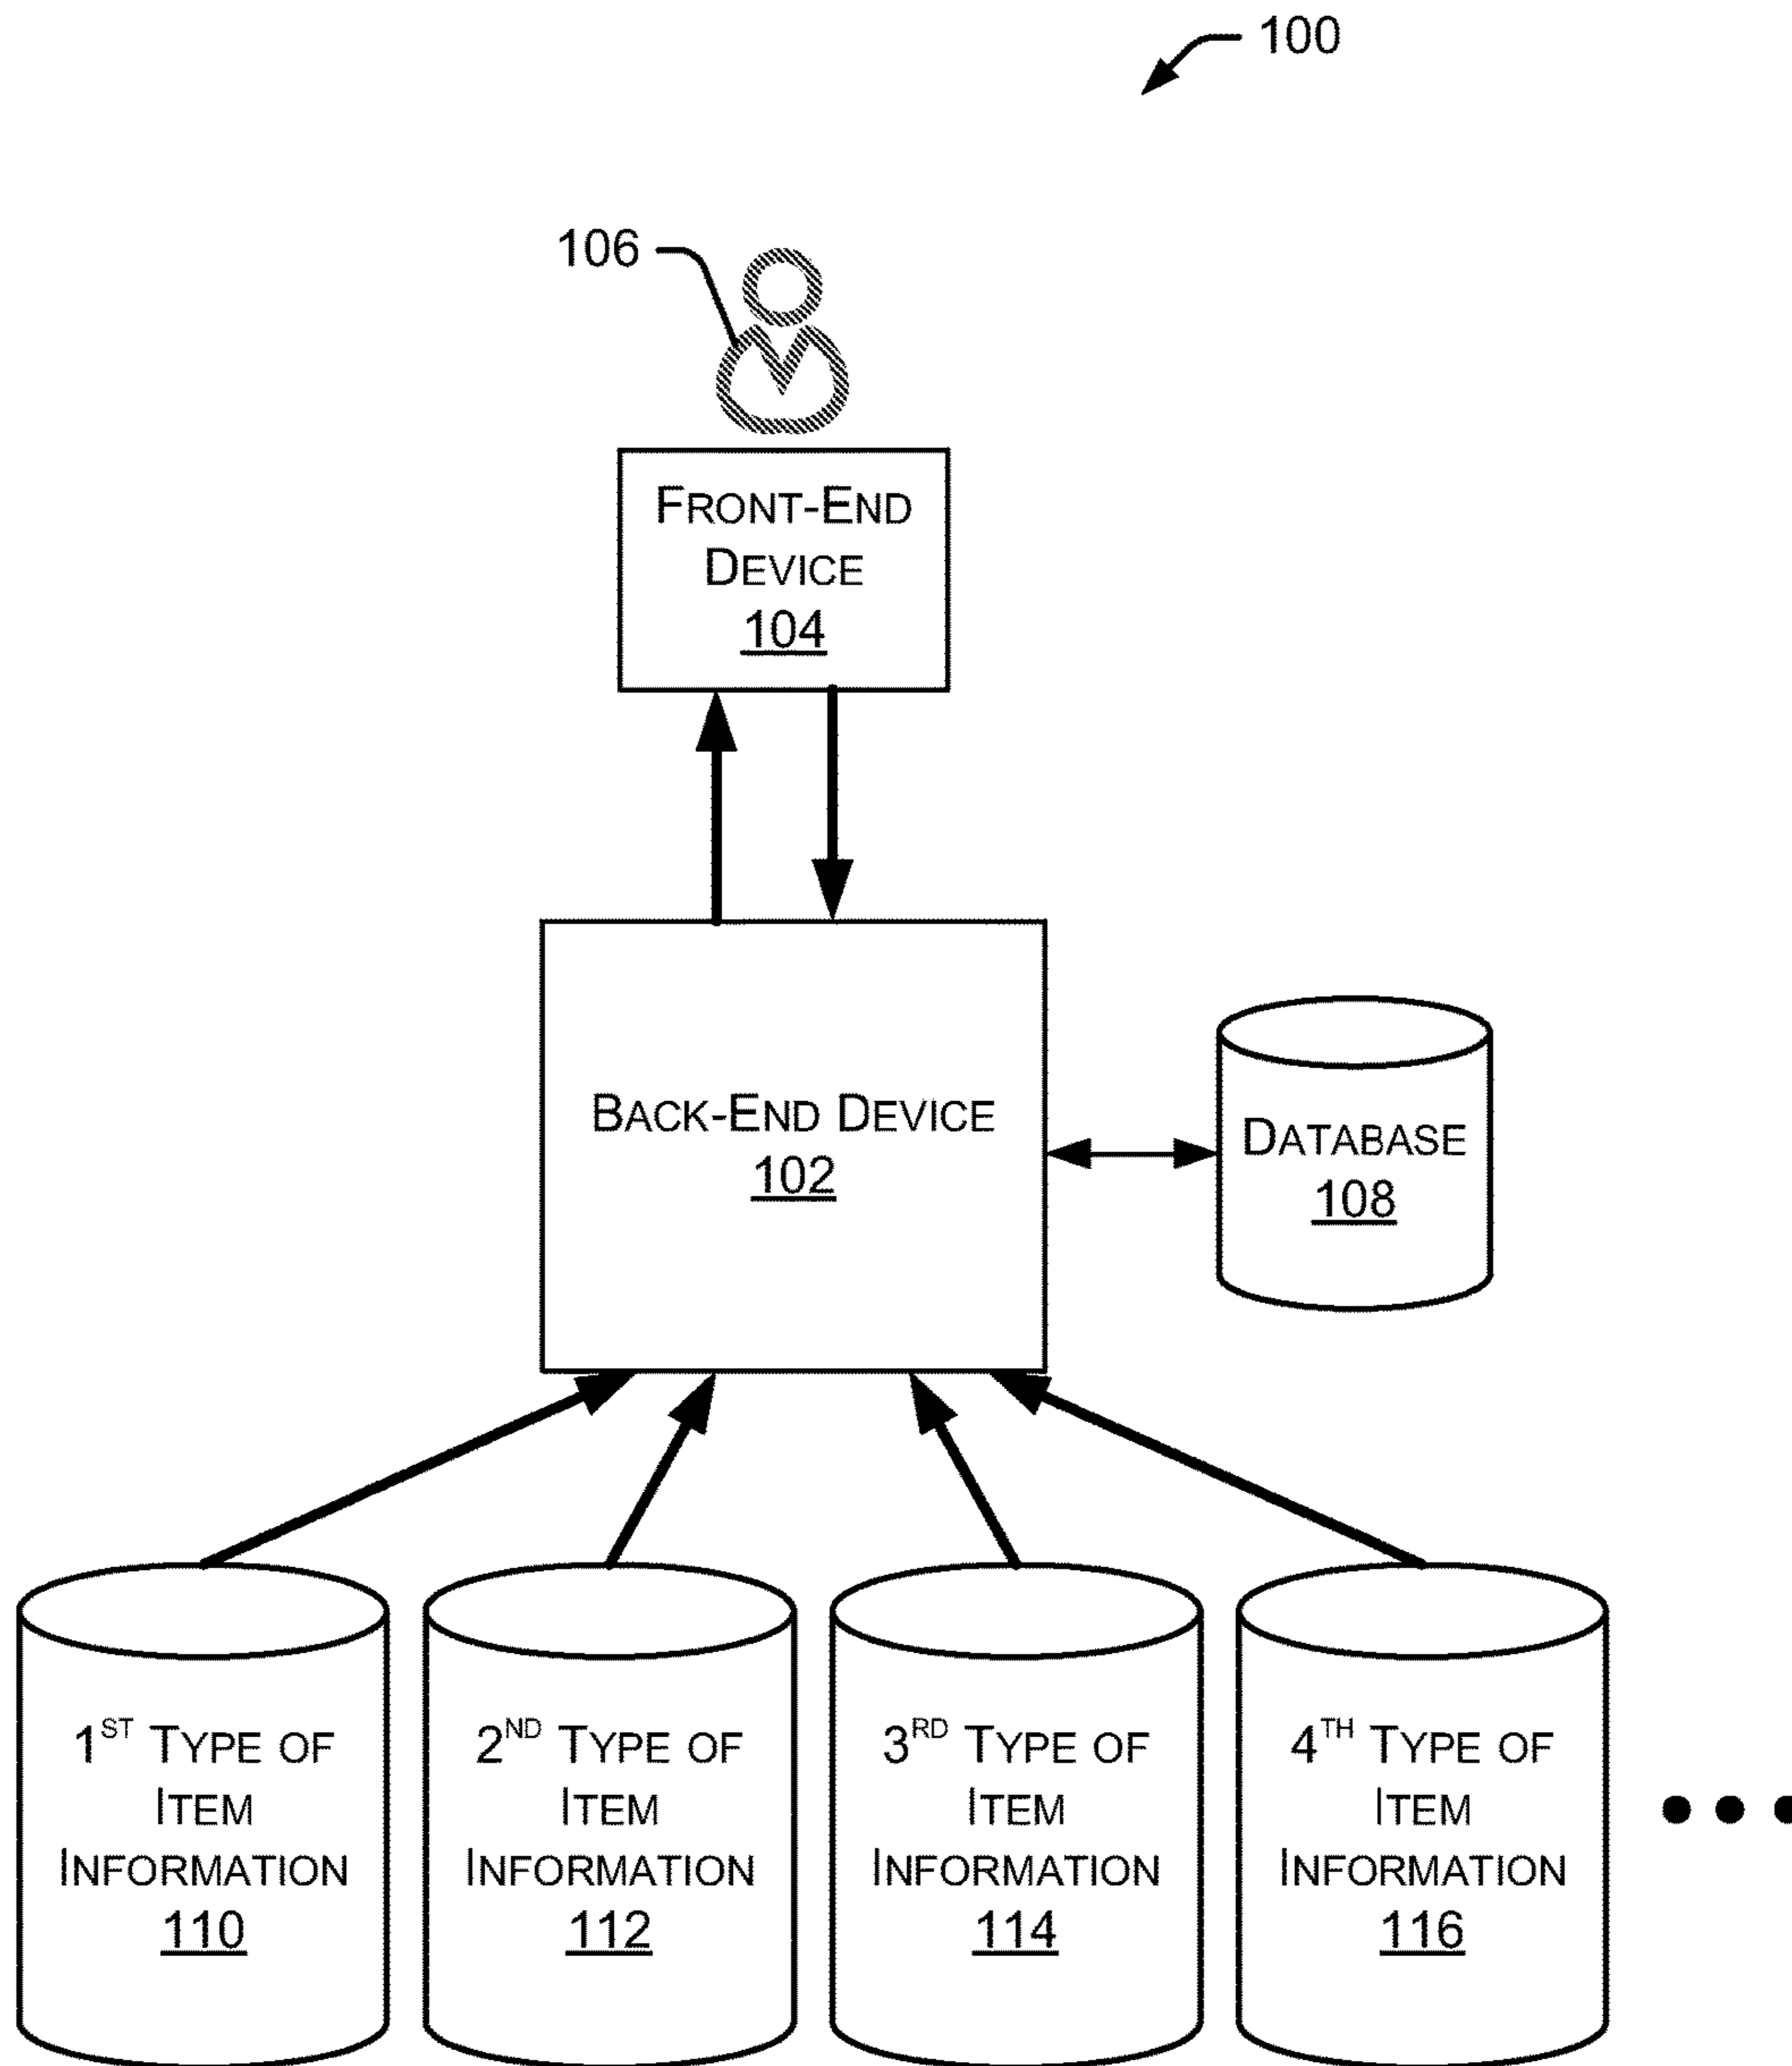 100
106
FRONT-END
DEVICE
104
BACK-END DEVICE
102
DATABASE
108
1ST TYPE OF
ITEM
INFORMATION
110
2ND TYPE OF
ITEM
INFORMATION
112
3RD TYPE OF
ITEM
INFORMATION
114
4TH TYPE OF
ITEM
INFORMATION
116